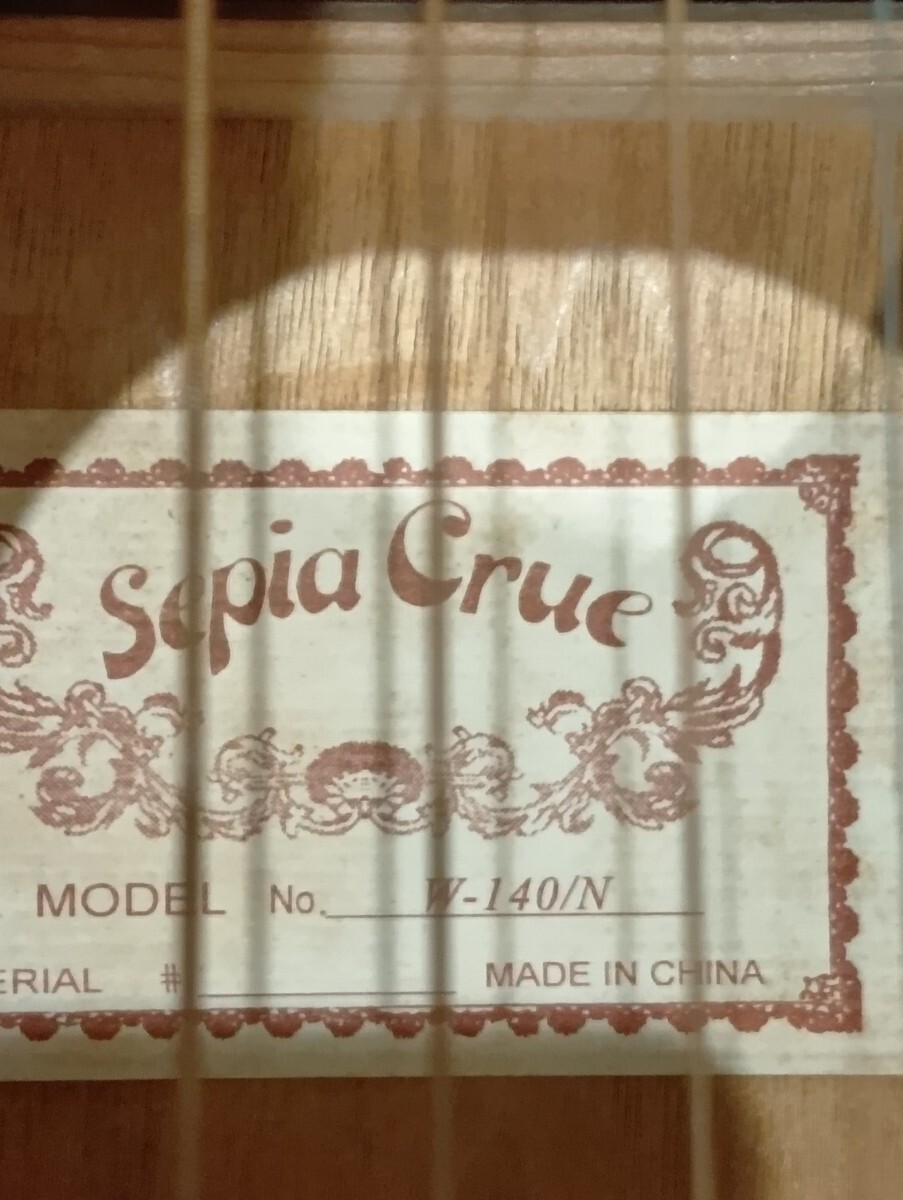 Sepia Crue
MODEL No. W-140/N
ERIAL # MADE IN CHINA